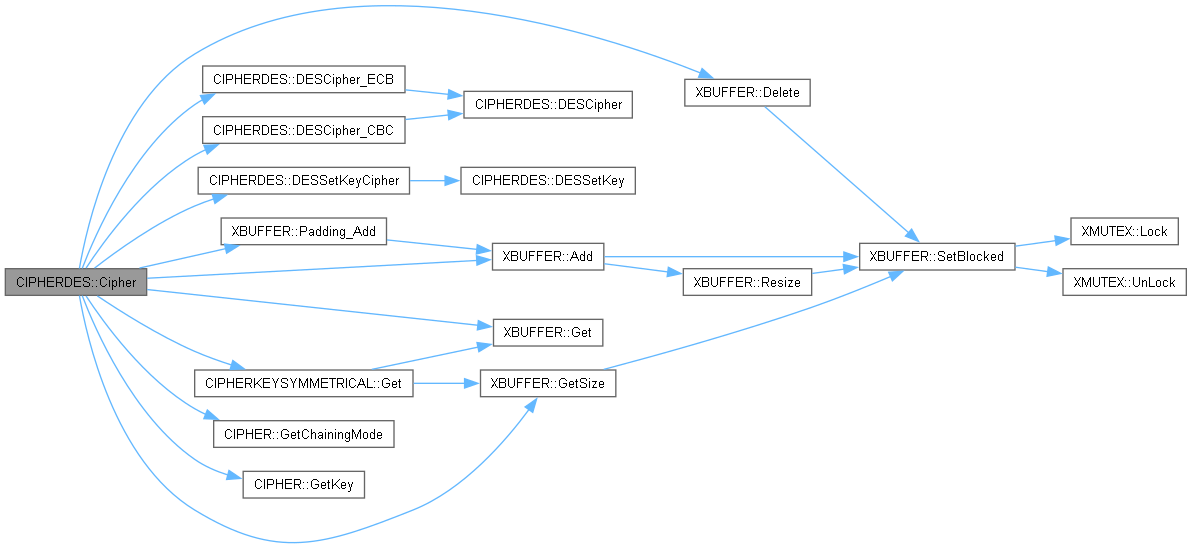 CIPHERDES::Cipher
CIPHERDES::DESCipher_ECB
CIPHERDES::DESCipher_CBC
CIPHERDES::DESSetKeyCipher
XBUFFER::Padding_Add
CIPHERKEYSYMMETRICAL::Get
CIPHER::GetChainingMode
CIPHER::GetKey
CIPHERDES::DESCipher
CIPHERDES::DESSetKey
XBUFFER::Add
XBUFFER::Get
XBUFFER::GetSize
XBUFFER::Delete
XBUFFER::Resize
XBUFFER::SetBlocked
XMUTEX::Lock
XMUTEX::UnLock